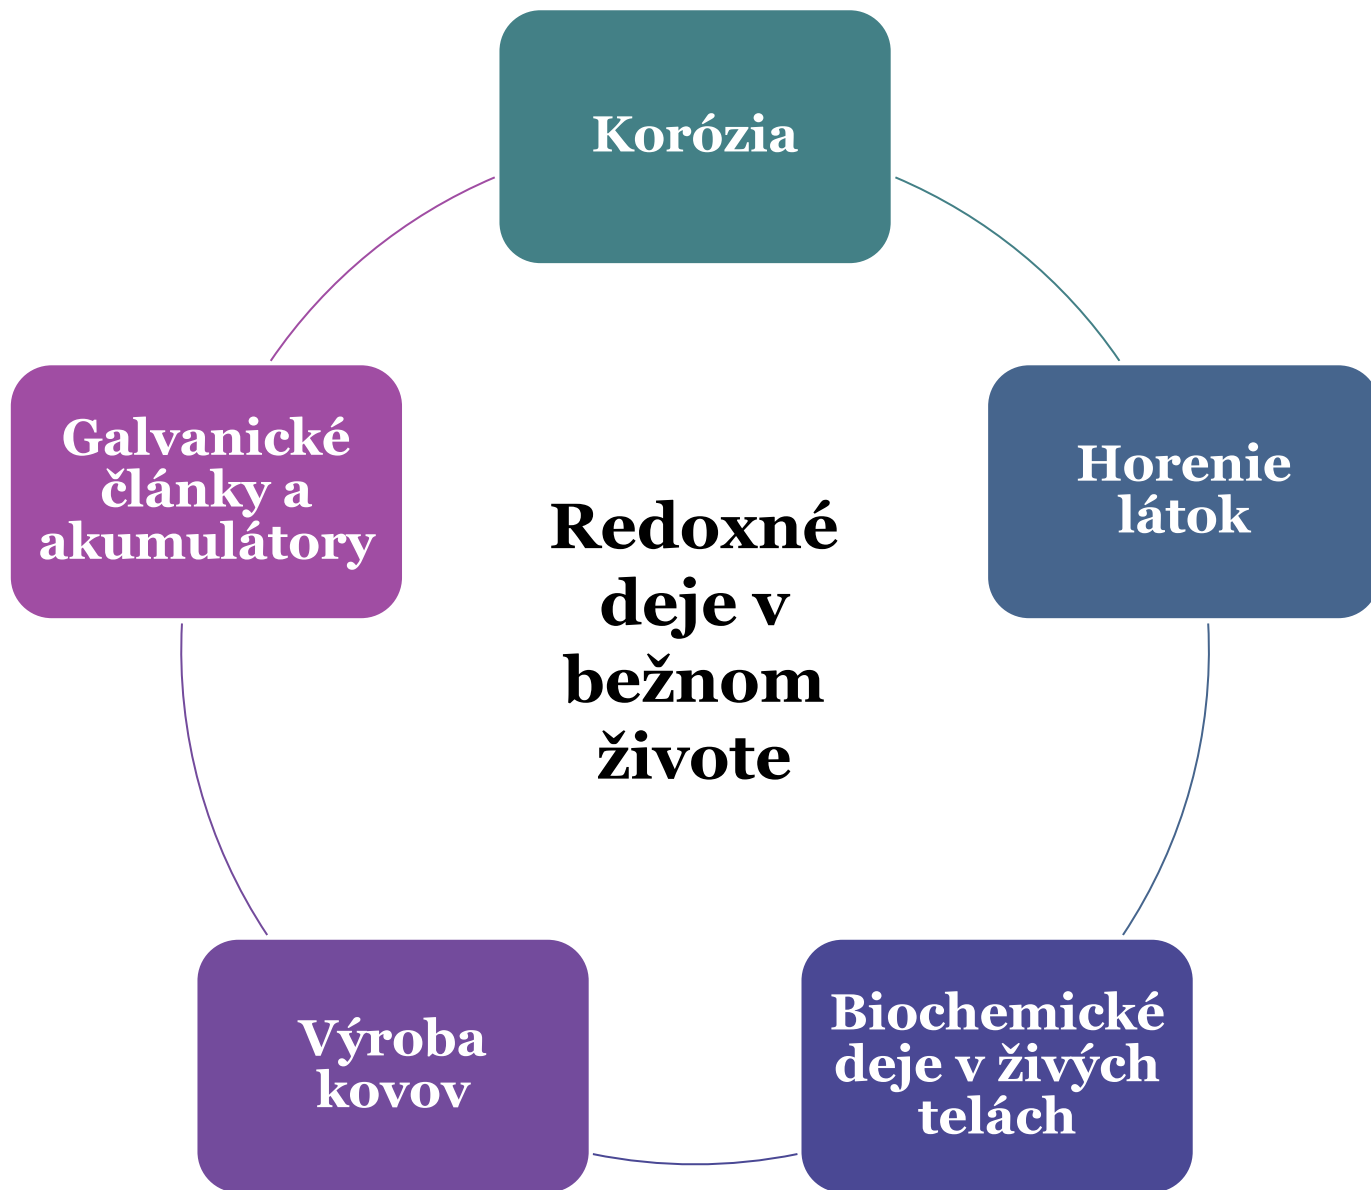 Korózia
Horenie
látok
Biochemické
deje v živých
telách
Výroba
kovov
Galvanické
články a
akumulátory
Redoxné
deje v
bežnom
živote